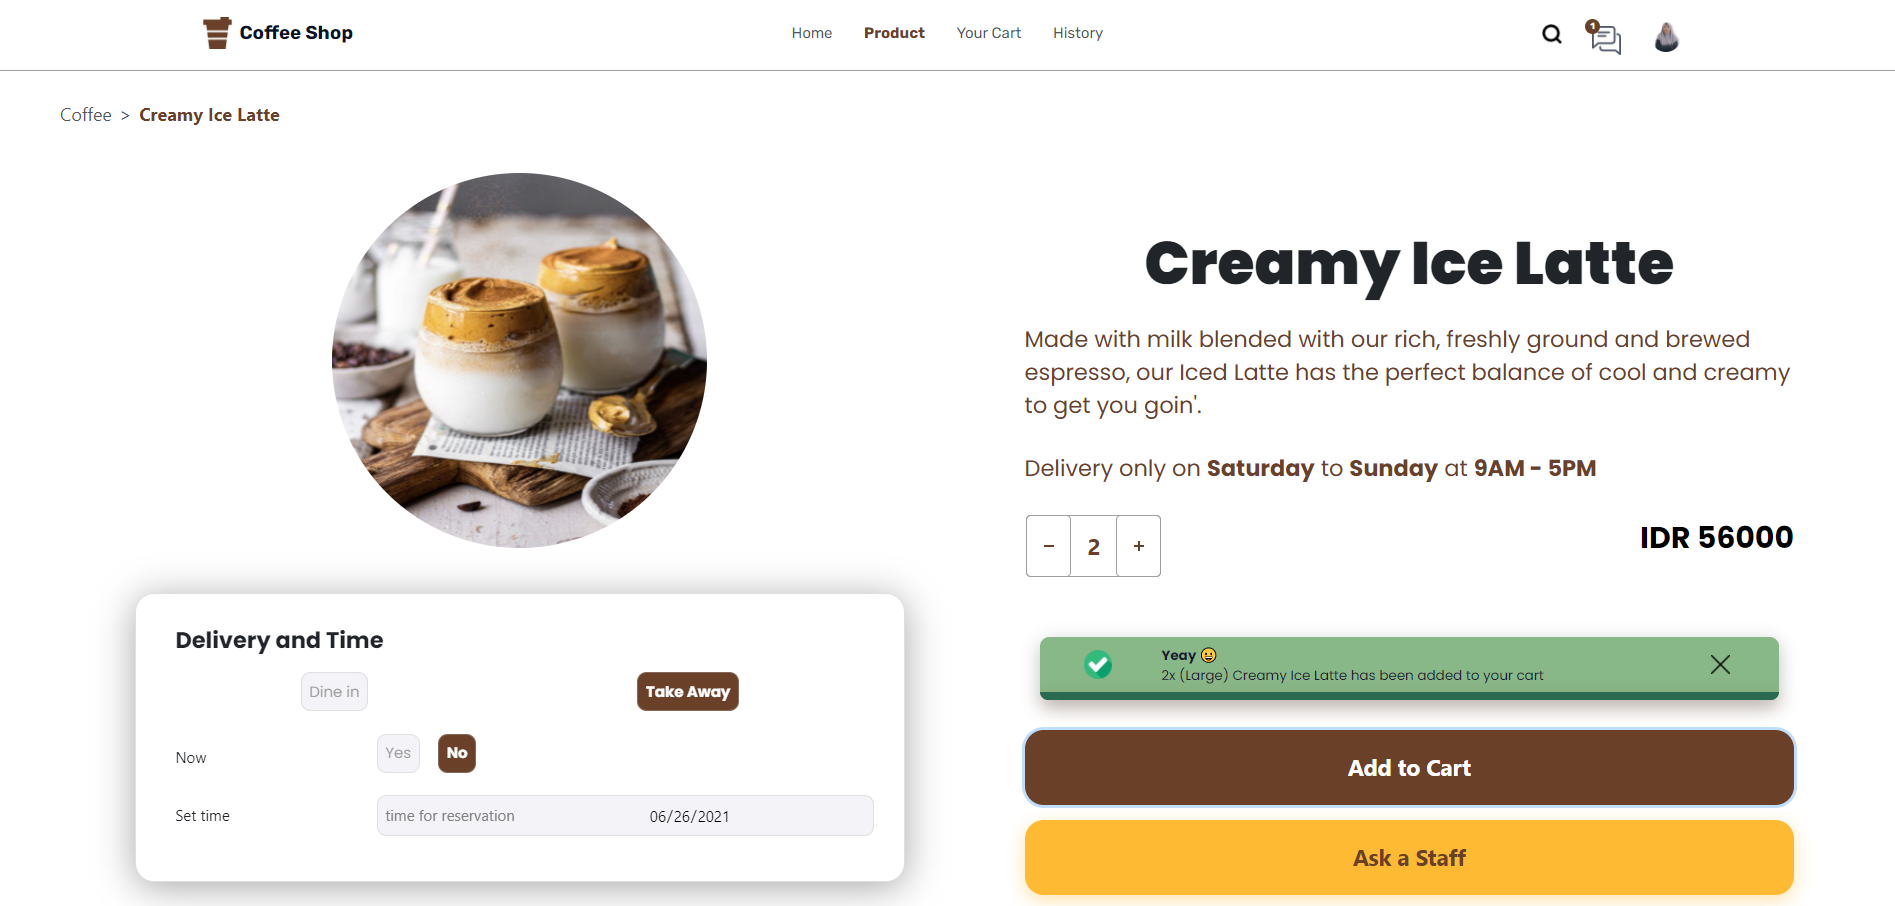 Coffee Shop
Home
Product
Your Cart
History
1
Coffee > Creamy Ice Latte
Creamy Ice Latte
Made with milk blended with our rich, freshly ground and brewed
espresso, our Iced Latte has the perfect balance of cool and creamy
to get you goin'.
Delivery only on Saturday to Sunday at 9AM - 5PM
- 2 +
IDR 56000
Delivery and Time
Dine in
Take Away
Now
Yes
No
Set time
time for reservation
06/26/2021
Yeay 😀
2x (Large) Creamy Ice Latte has been added to your cart
Add to Cart
Ask a Staff